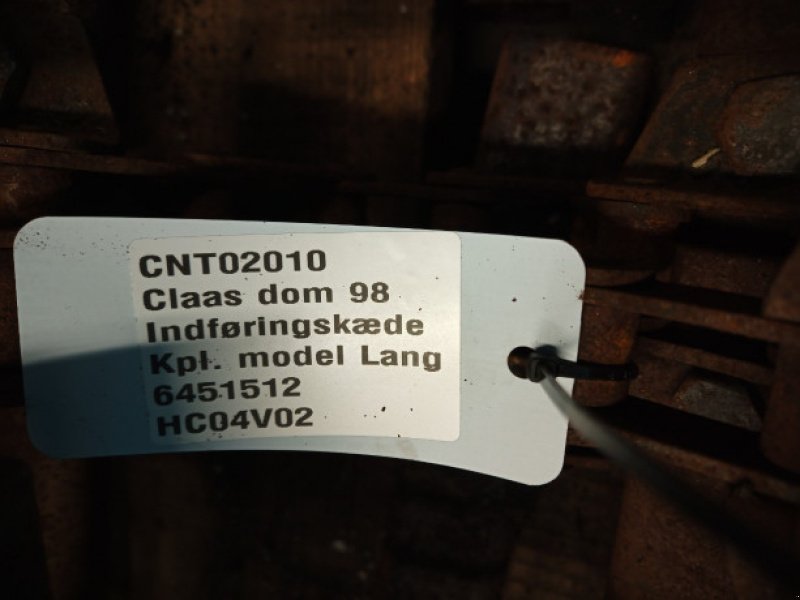 CNT02010
Claas dom 98
Indføringskæde
Kpl. model Lang
6451512
HC04V02